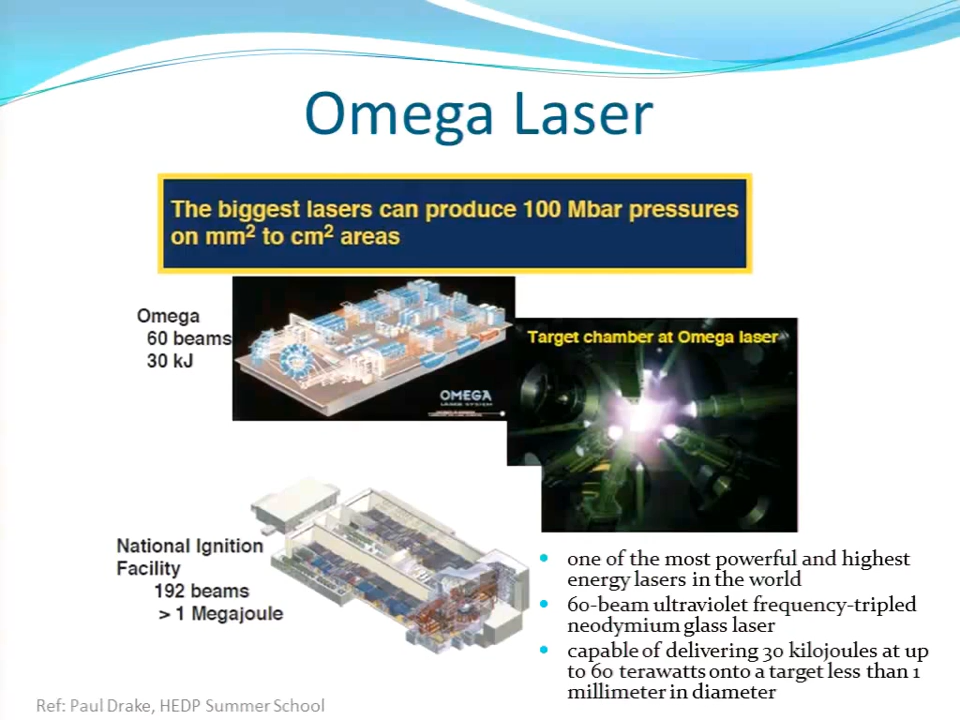 Omega Laser
The biggest lasers can produce 100 Mbar pressures
on mm² to cm² areas
Omega
60 beams
30 kJ
OMEGA
LASER SYSTEM
Target chamber at Omega laser
National Ignition
Facility
192 beams
> 1 Megajoule
• one of the most powerful and highest
energy lasers in the world
• 60-beam ultraviolet frequency-tripled
neodymium glass laser
• capable of delivering 30 kilojoules at up
to 60 terawatts onto a target less than 1
millimeter in diameter
Ref: Paul Drake, HEDP Summer School